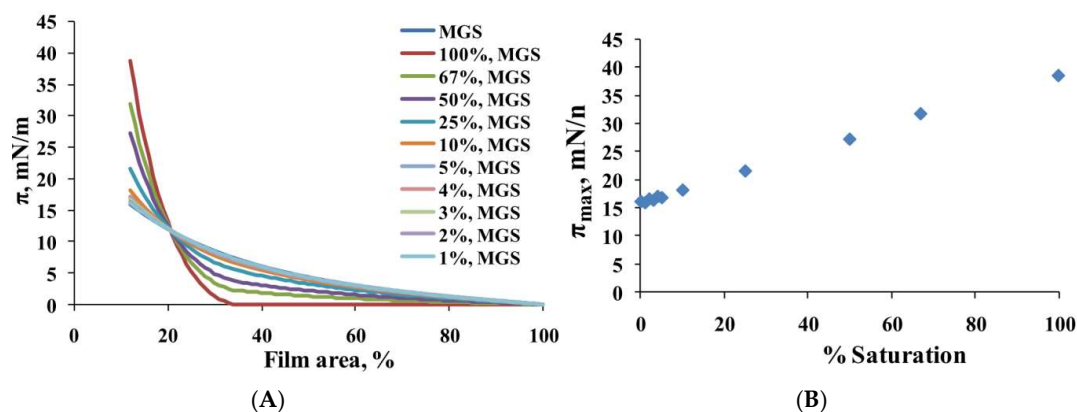 45
40
35
30
25
20
15
10
5
0
π, mN/m
0 20 40 60 80 100
Film area, %
MGS
100%, MGS
67%, MGS
50%, MGS
25%, MGS
10%, MGS
5%, MGS
4%, MGS
3%, MGS
2%, MGS
1%, MGS
(A)
45
40
35
30
25
20
15
10
5
0
πmax, mN/n
0 20 40 60 80 100
% Saturation
(B)